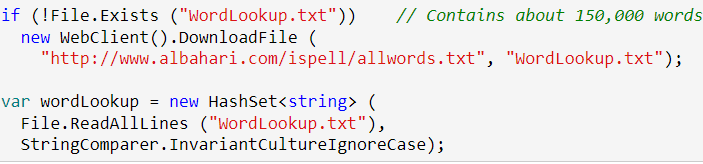 if (!File.Exists ("WordLookup.txt"))    // Contains about 150,000 words
  new WebClient().DownloadFile (
    "http://www.albahari.com/ispell/allwords.txt", "WordLookup.txt");

var wordLookup = new HashSet<string> (
  File.ReadAllLines ("WordLookup.txt"),
  StringComparer.InvariantCultureIgnoreCase);